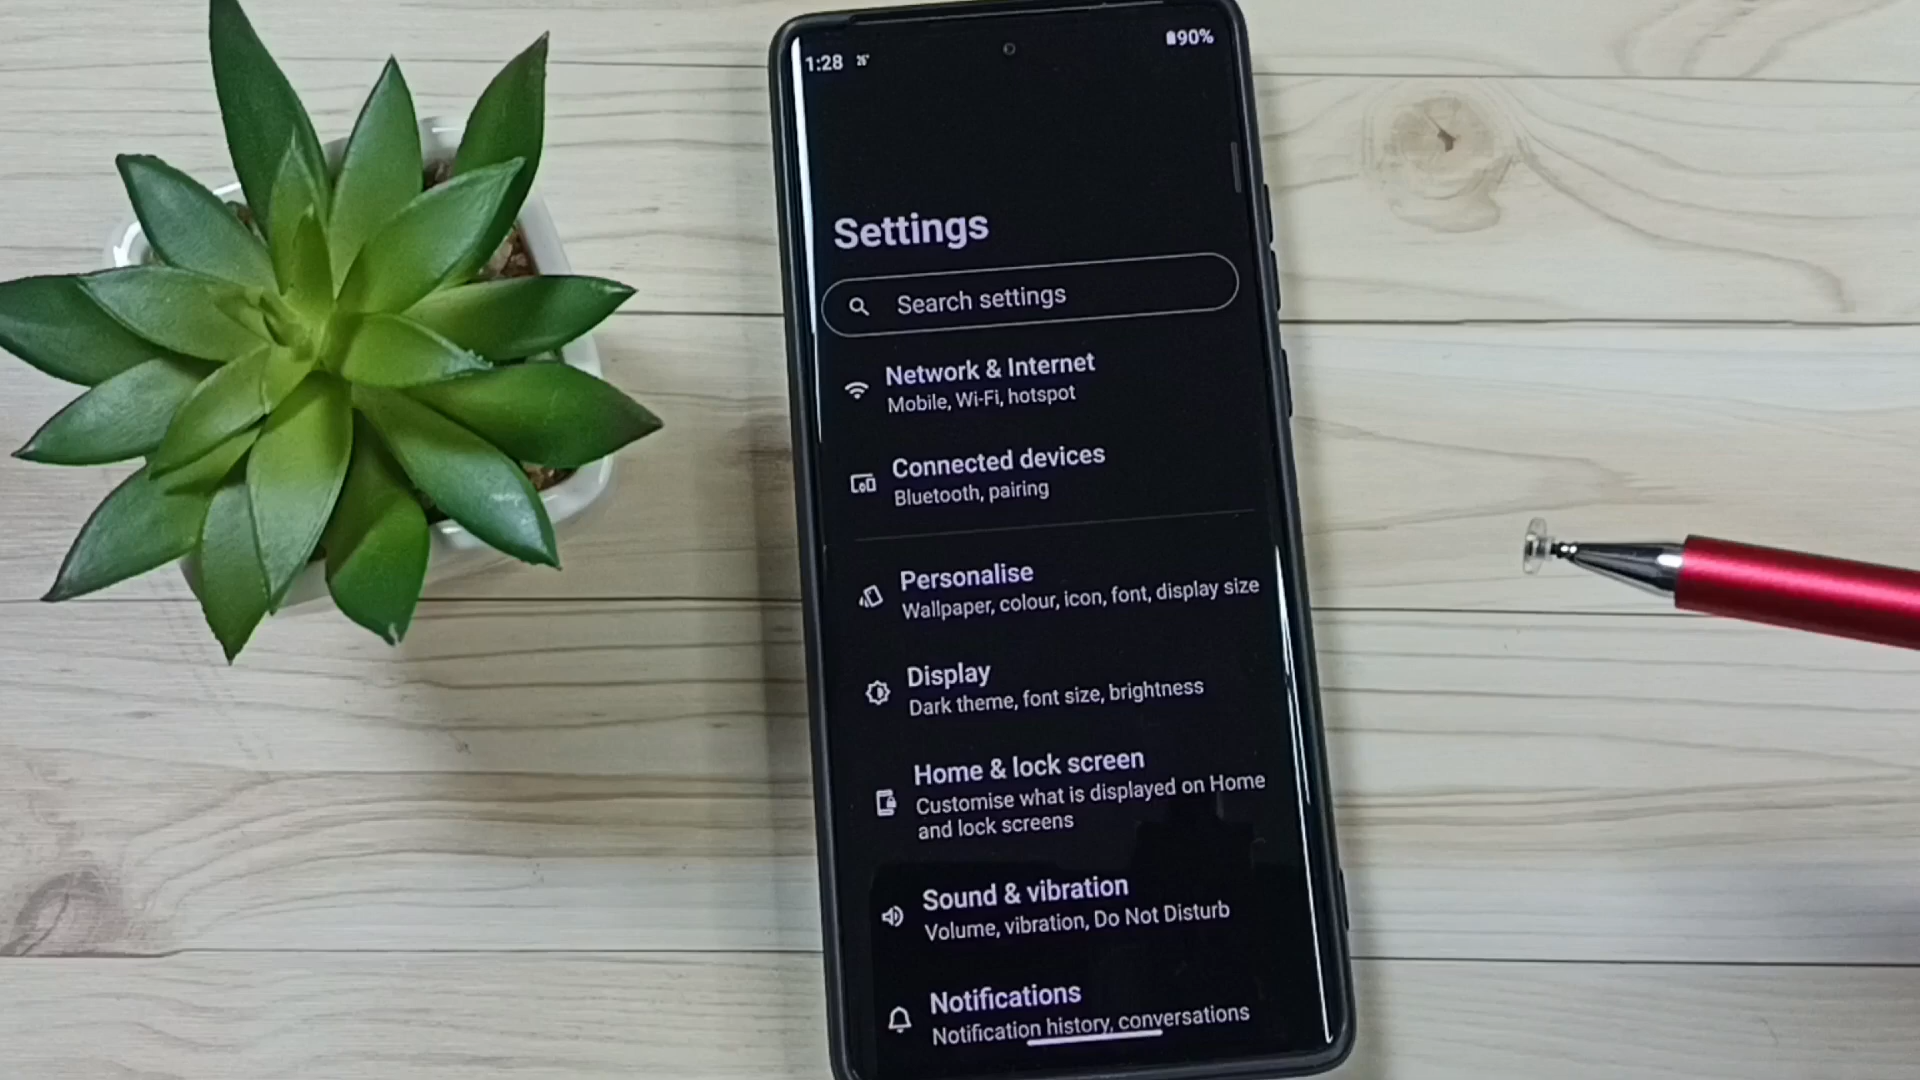 1:28 26°
90%
Settings
Search settings
Network & Internet
Mobile, Wi-Fi, hotspot
Connected devices
Bluetooth, pairing
Personalise
Wallpaper, colour, icon, font, display size
Display
Dark theme, font size, brightness
Home & lock screen
Customise what is displayed on Home
and lock screens
Sound & vibration
Volume, vibration, Do Not Disturb
Notifications
Notification history, conversations